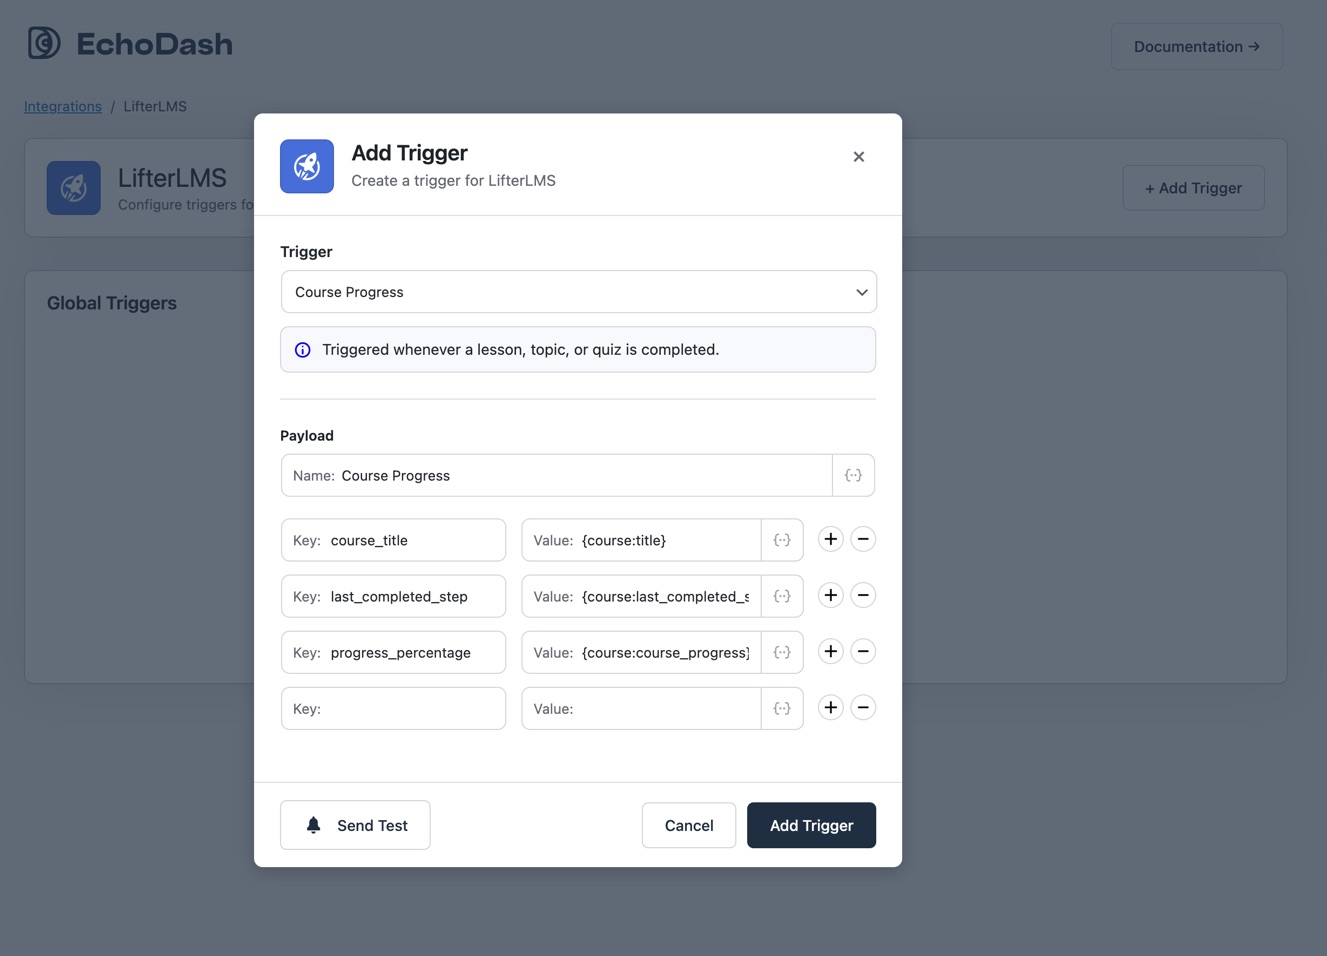 EchoDash
Documentation →
Integrations / LifterLMS
LifterLMS
Configure triggers fo
+ Add Trigger
Global Triggers
Add Trigger
Create a trigger for LifterLMS
Trigger
Course Progress
Triggered whenever a lesson, topic, or quiz is completed.
Payload
Name: Course Progress
Key: course_title Value: {course:title}
Key: last_completed_step Value: {course:last_completed_s
Key: progress_percentage Value: {course:course_progress}
Key: Value:
Send Test Cancel Add Trigger